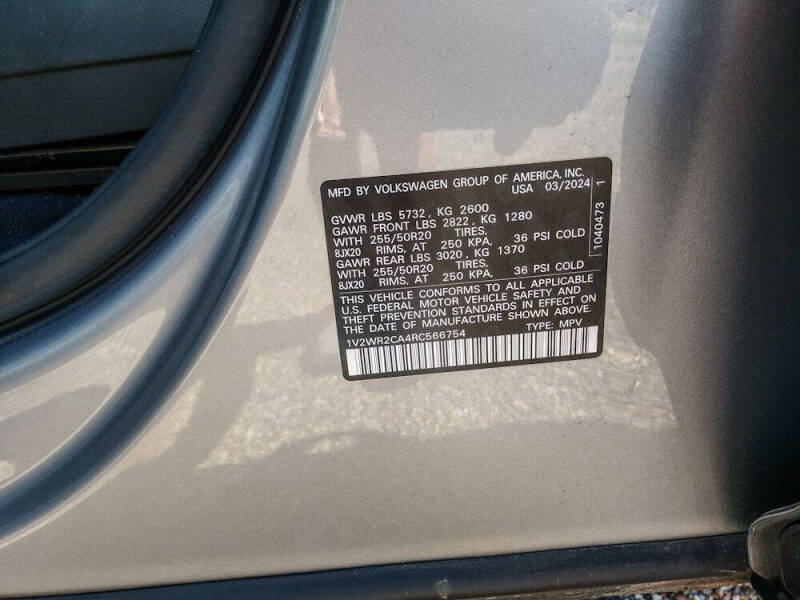 MFD BY VOLKSWAGEN GROUP OF AMERICA, INC.
USA 03/2024
GVWR LBS 5732, KG 2600
GAWR FRONT LBS 2822, KG 1280
WITH 255/50R20 TIRES,
8JX20 RIMS, AT 250 KPA, 36 PSI COLD
GAWR REAR LBS 3020, KG 1370
WITH 255/50R20 TIRES,
8JX20 RIMS, AT 250 KPA, 36 PSI COLD
THIS VEHICLE CONFORMS TO ALL APPLICABLE
U.S. FEDERAL MOTOR VEHICLE SAFETY AND
THEFT PREVENTION STANDARDS IN EFFECT ON
THE DATE OF MANUFACTURE SHOWN ABOVE.
1V2WR2CA4RC566754 TYPE: MPV
1040473 1